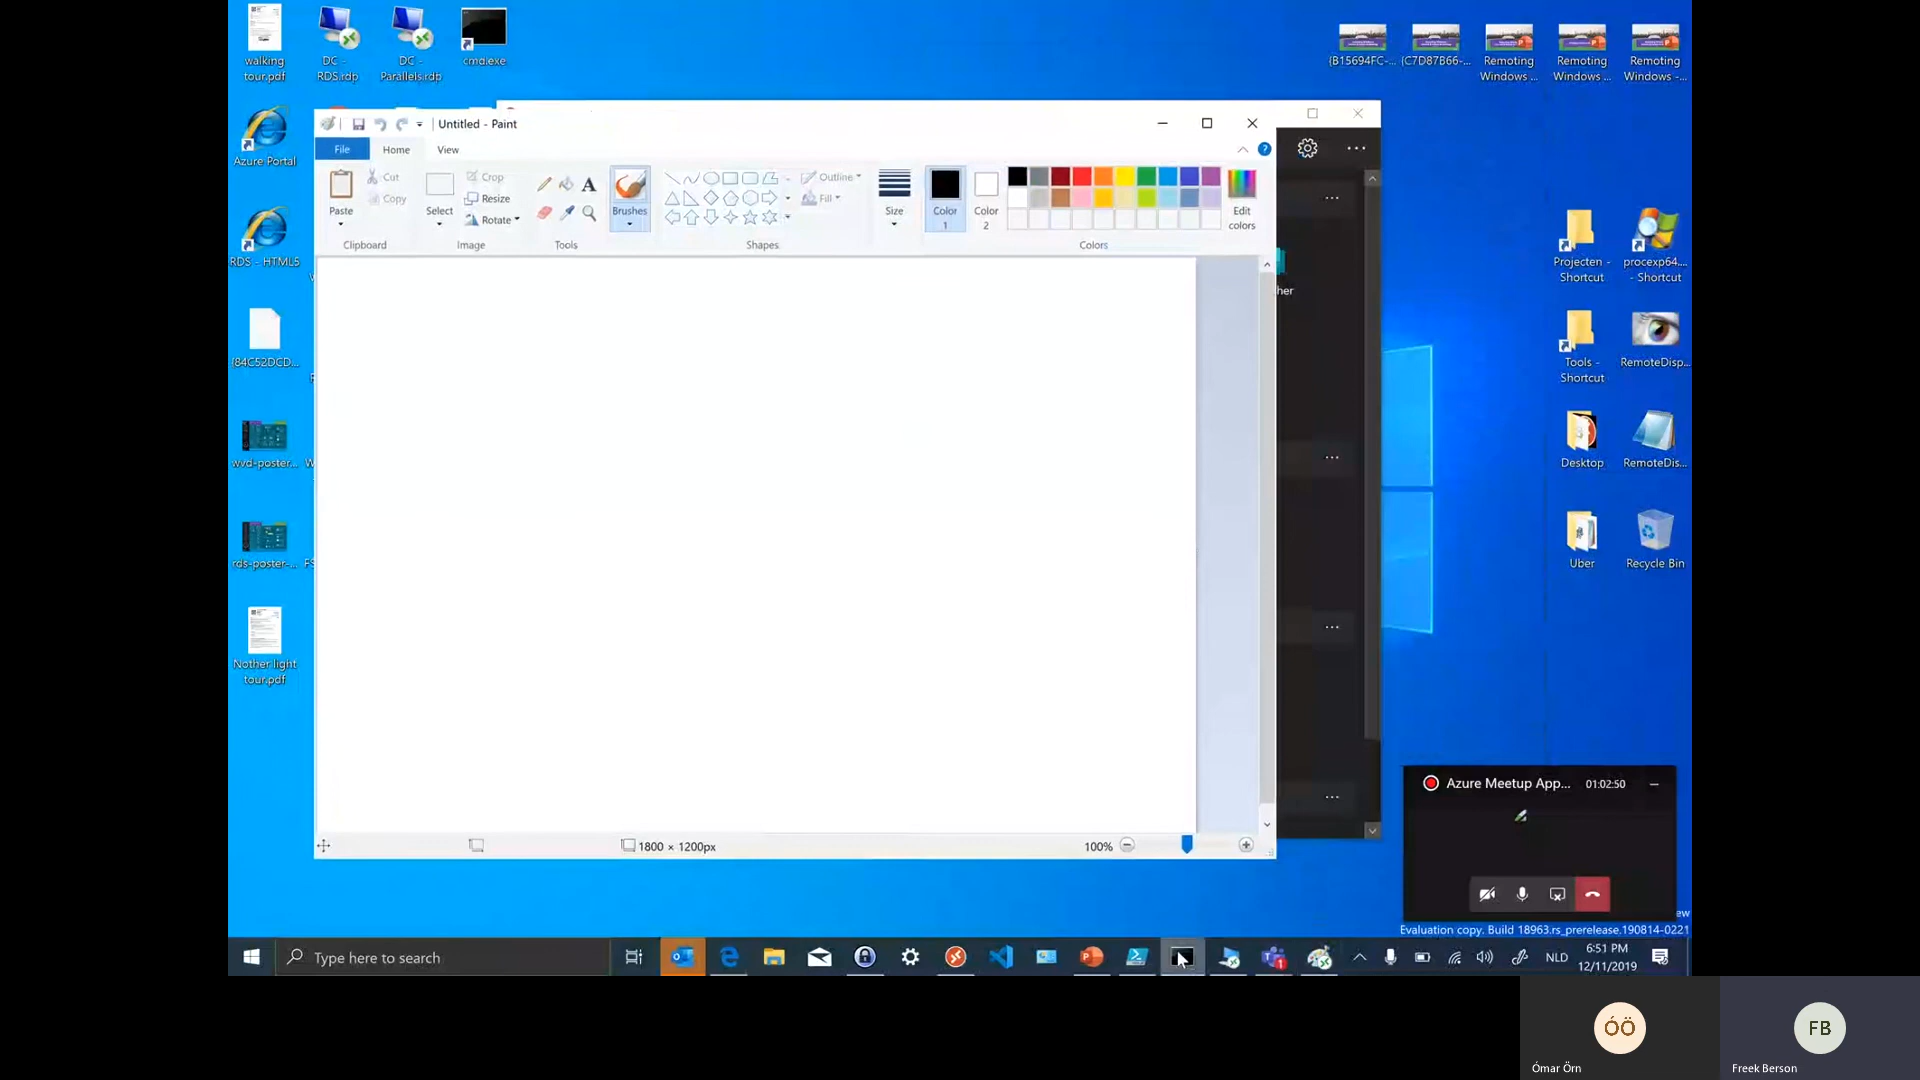 walking
tour.pdf
DC -
RDS.rdp
DC -
Parallels.rdp
cmd.exe
{B15694FC-...
{C7D87B66-...
Remoting
Windows ...
Remoting
Windows ...
Remoting
Windows -...
Azure Portal
RDS - HTML5
{84C52DCD...
wvd-poster...
rds-poster-...
Nother light
tour.pdf
Untitled - Paint
File
Home
View
Paste
Cut
Copy
Clipboard
Select
Crop
Resize
Rotate
Image
A
Tools
Brushes
Shapes
Outline
Fill
Size
Color
1
Color
2
Edit
colors
Colors
1800 × 1200px
100%
her
Projecten -
Shortcut
procexp64....
- Shortcut
Tools -
Shortcut
RemoteDisp...
Desktop
RemoteDis...
Uber
Recycle Bin
Azure Meetup App...
01:02:50
ew
Evaluation copy. Build 18963.rs_prerelease.190814-0221
Type here to search
NLD
6:51 PM
12/11/2019
ÓÖ
Ómar Örn
FB
Freek Berson